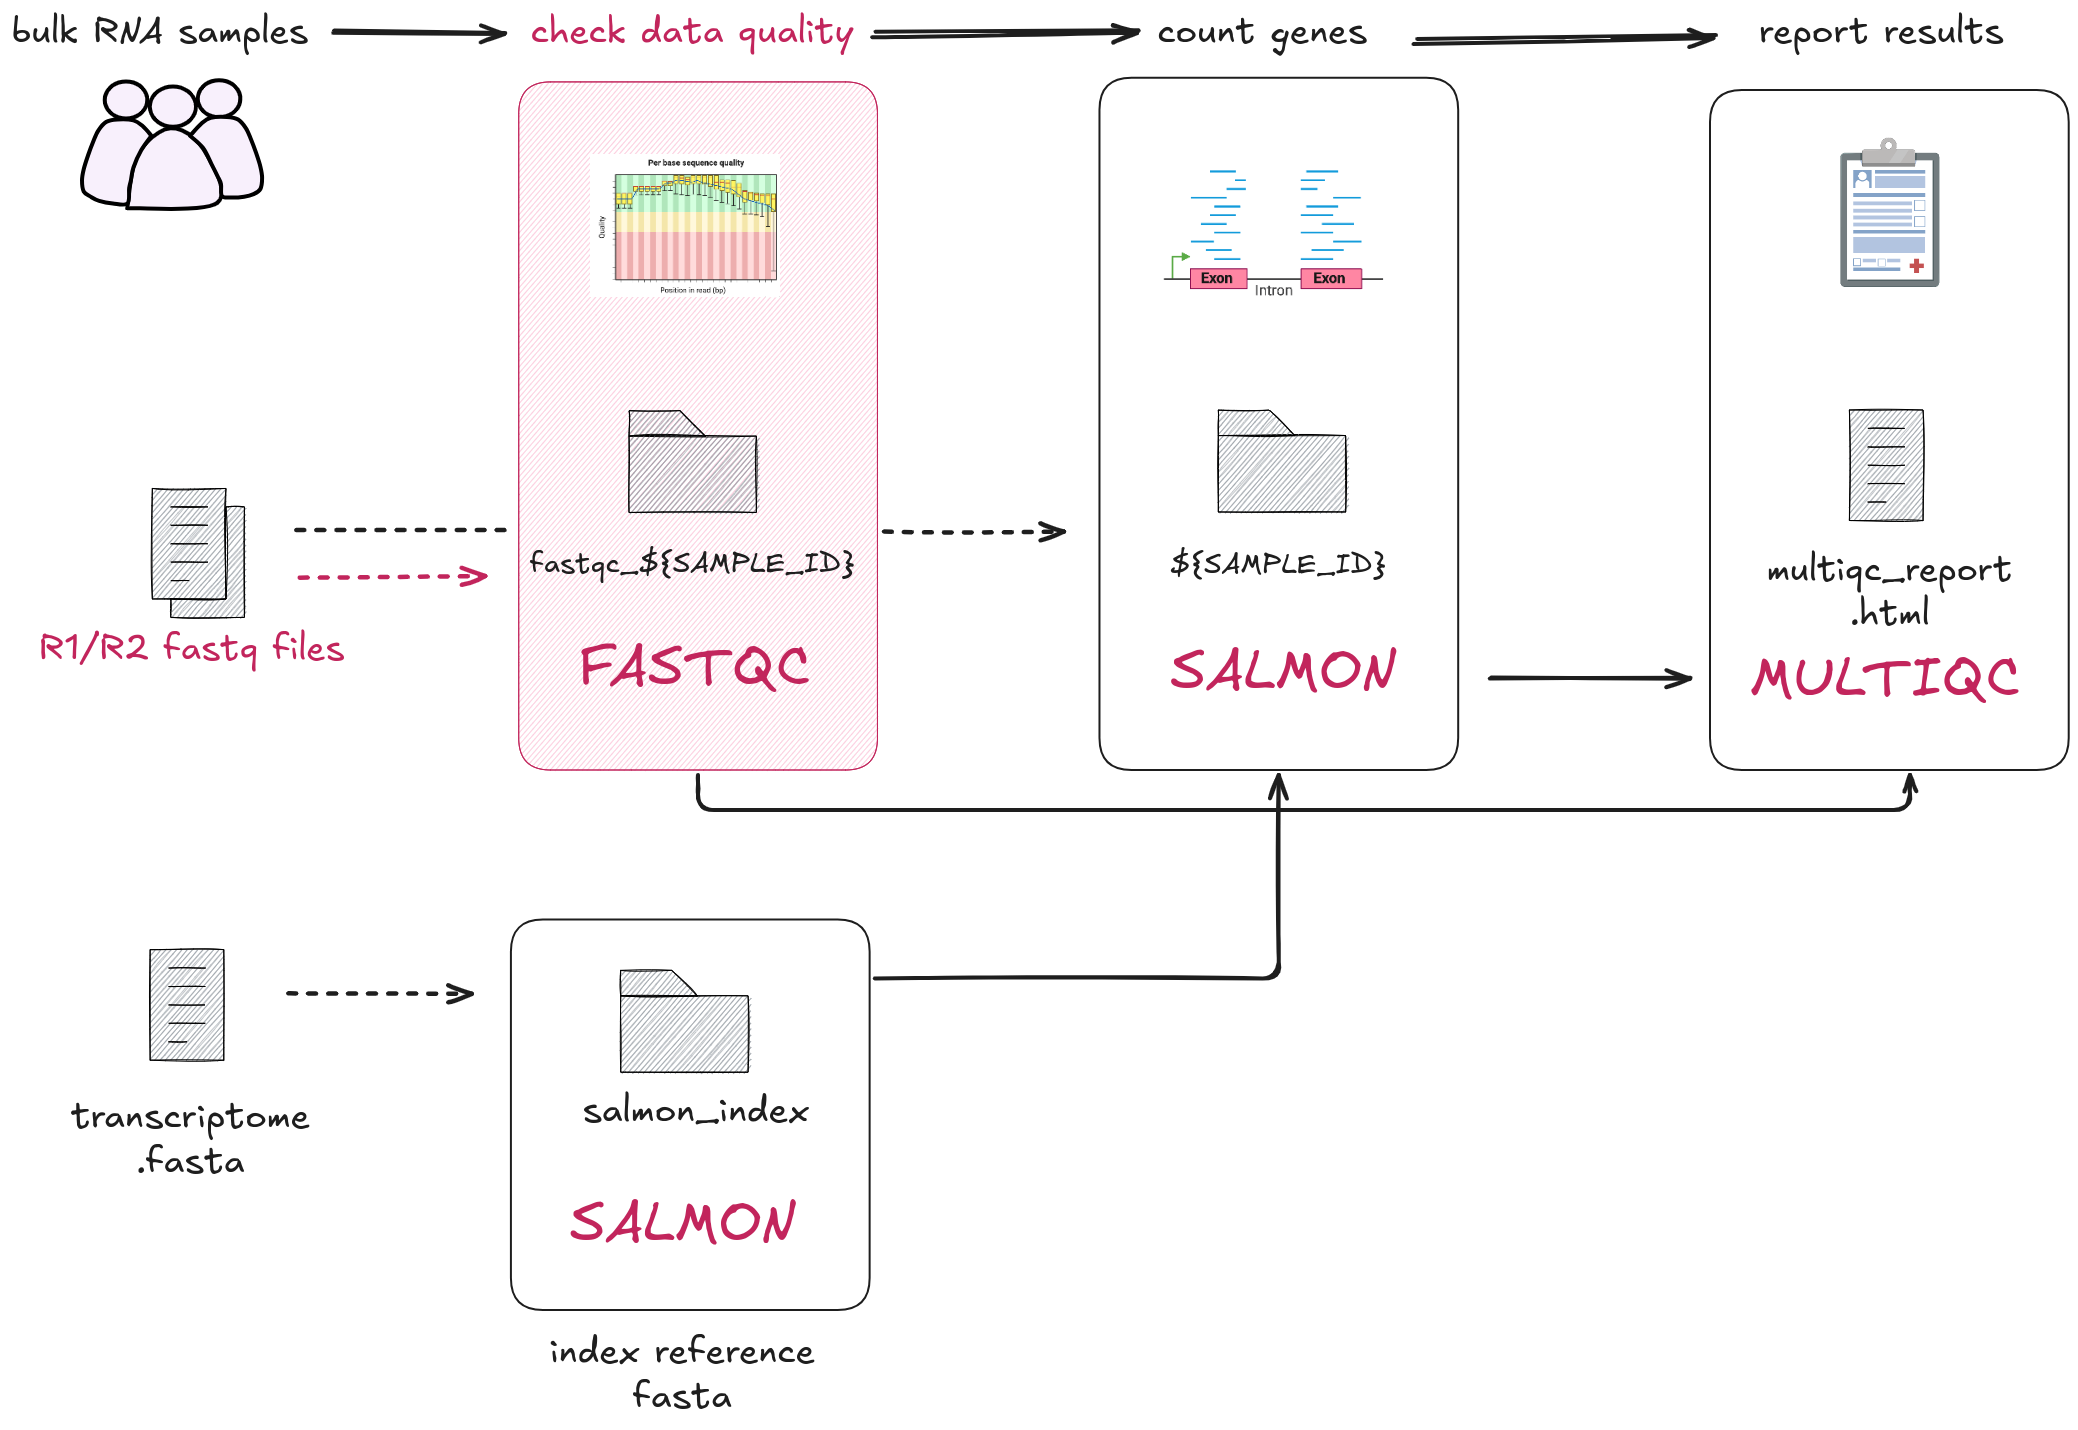 bulk RNA samples
check data quality
count genes
report results
Per base sequence quality
Quality
Position in read (bp)
Exon
Intron
Exon
fastqc_${SAMPLE_ID}
${SAMPLE_ID}
multiqc_report
.html
R1/R2 fastq files
FASTQC
SALMON
MULTIQC
transcriptome
.fasta
salmon_index
SALMON
index reference
fasta